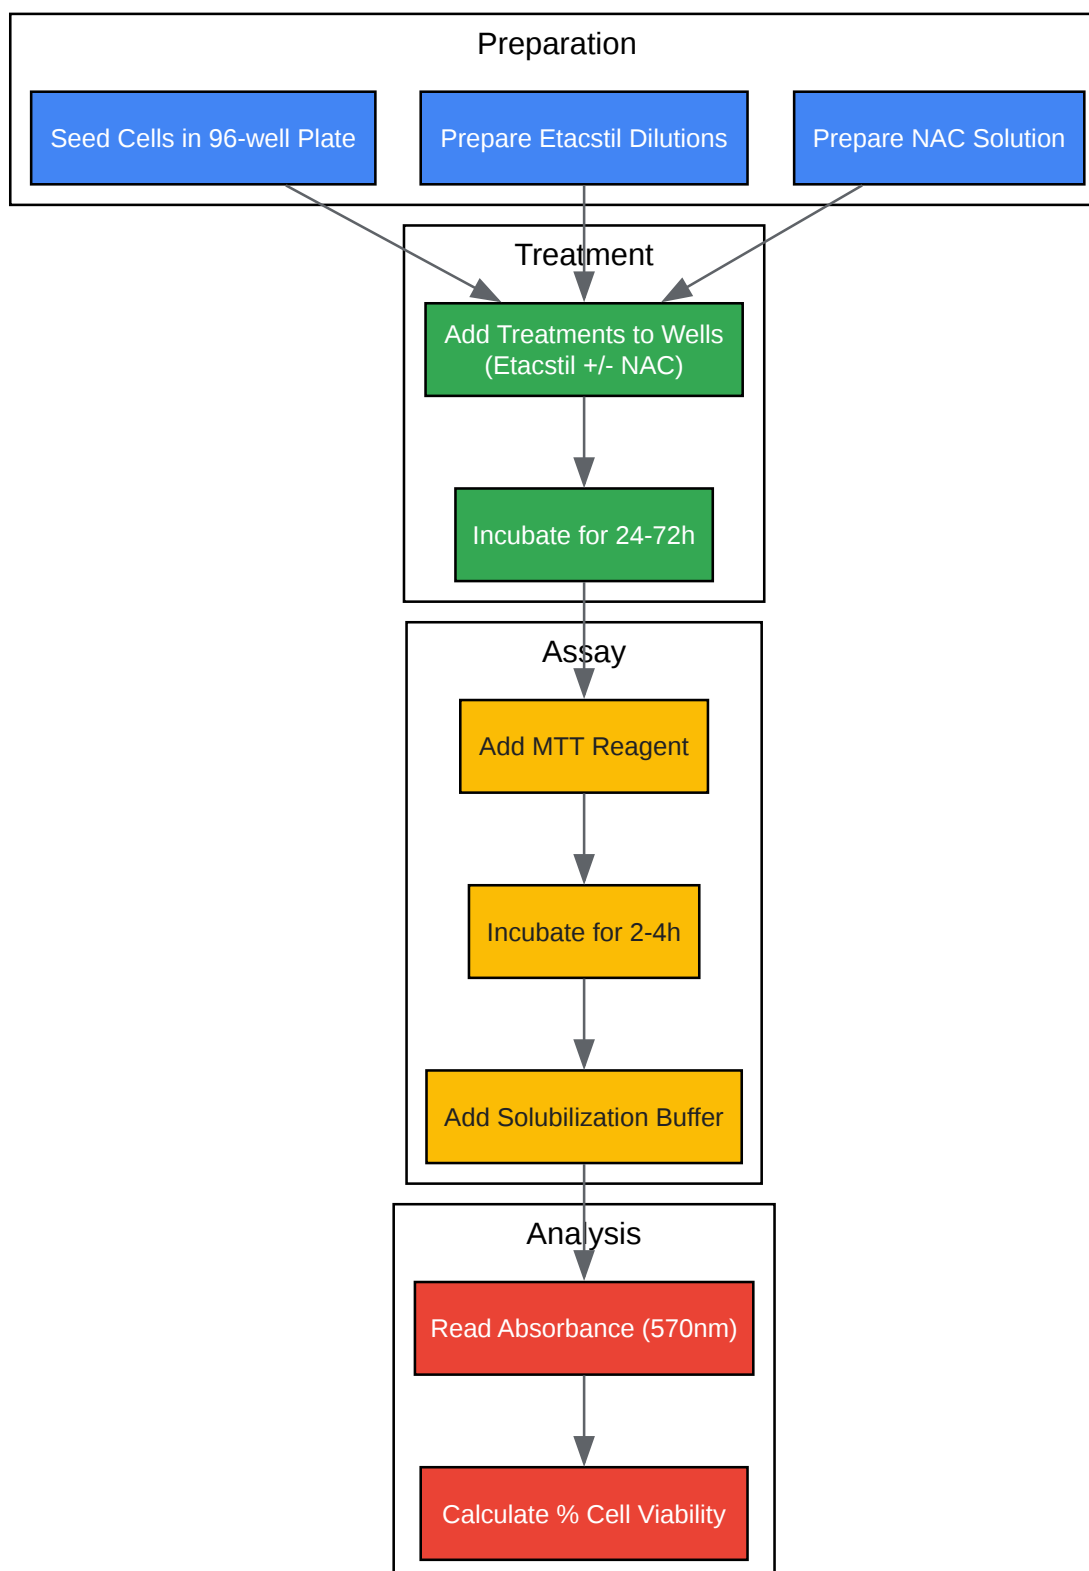 Preparation
Seed Cells in 96-well Plate
Prepare Etacstil Dilutions
Prepare NAC Solution
Treatment
Add Treatments to Wells
(Etacstil +/- NAC)
Incubate for 24-72h
Assay
Add MTT Reagent
Incubate for 2-4h
Add Solubilization Buffer
Analysis
Read Absorbance (570nm)
Calculate % Cell Viability